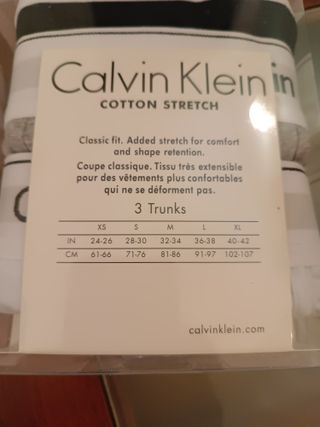 Calvin Klein
in
COTTON STRETCH
Classic fit. Added stretch for comfort
and shape retention.
Coupe classique. Tissu très extensible
pour des vêtements plus confortables
qui ne se déforment pas.
3 Trunks
XS S M L XL
IN 24-26 28-30 32-34 36-38 40-42
CM 61-66 71-76 81-86 91-97 102-107
calvinklein.com